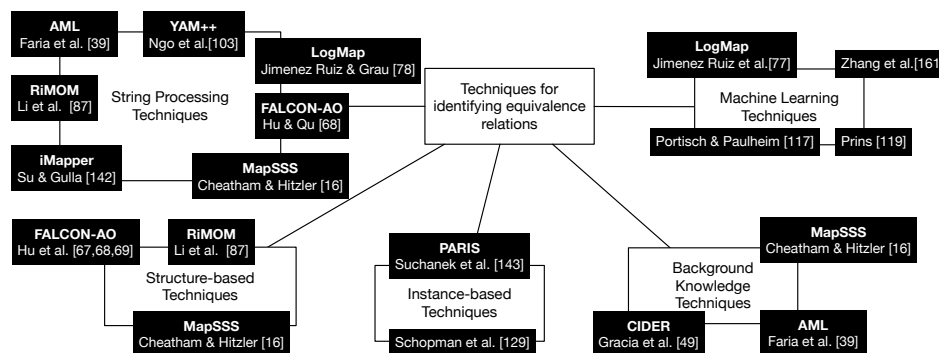 AML
Faria et al. [39]
YAM++
Ngo et al.[103]
LogMap
Jimenez Ruiz & Grau [78]
RiMOM
Li et al. [87]
String Processing
Techniques
FALCON-AO
Hu & Qu [68]
iMapper
Su & Gulla [142]
MapSSS
Cheatham & Hitzler [16]
Techniques for
identifying equivalence
relations
LogMap
Jimenez Ruiz et al.[77]
Zhang et al.[161
Machine Learning
Techniques
Portisch & Paulheim [117]
Prins [119]
FALCON-AO
Hu et al. [67,68,69]
RiMOM
Li et al. [87]
Structure-based
Techniques
MapSSS
Cheatham & Hitzler [16]
PARIS
Suchanek et al. [143]
Instance-based
Techniques
Schopman et al. [129]
MapSSS
Cheatham & Hitzler [16]
Background
Knowledge
Techniques
CIDER
Gracia et al. [49]
AML
Faria et al. [39]